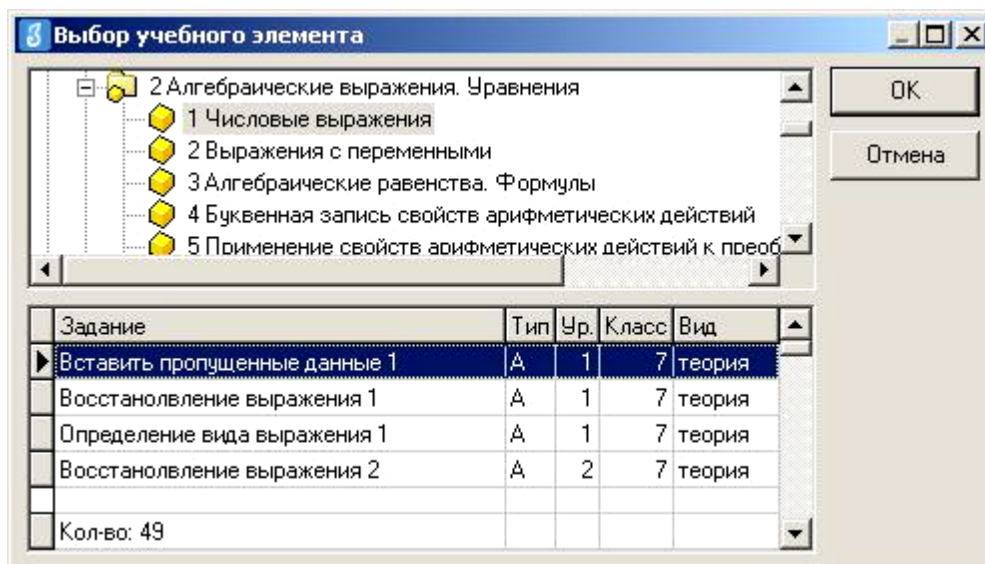 Выбор учебного элемента
2 Алгебраические выражения. Уравнения
1 Числовые выражения
2 Выражения с переменными
3 Алгебраические равенства. Формулы
4 Буквенная запись свойств арифметических действий
5 Применение свойств арифметических действий к преоб
OK
Отмена
Задание Тип Ур. Класс Вид
Вставить пропущенные данные 1 А 1 7 теория
Восстанолвление выражения 1 А 1 7 теория
Определение вида выражения 1 А 1 7 теория
Восстанолвление выражения 2 А 2 7 теория
Кол-во: 49